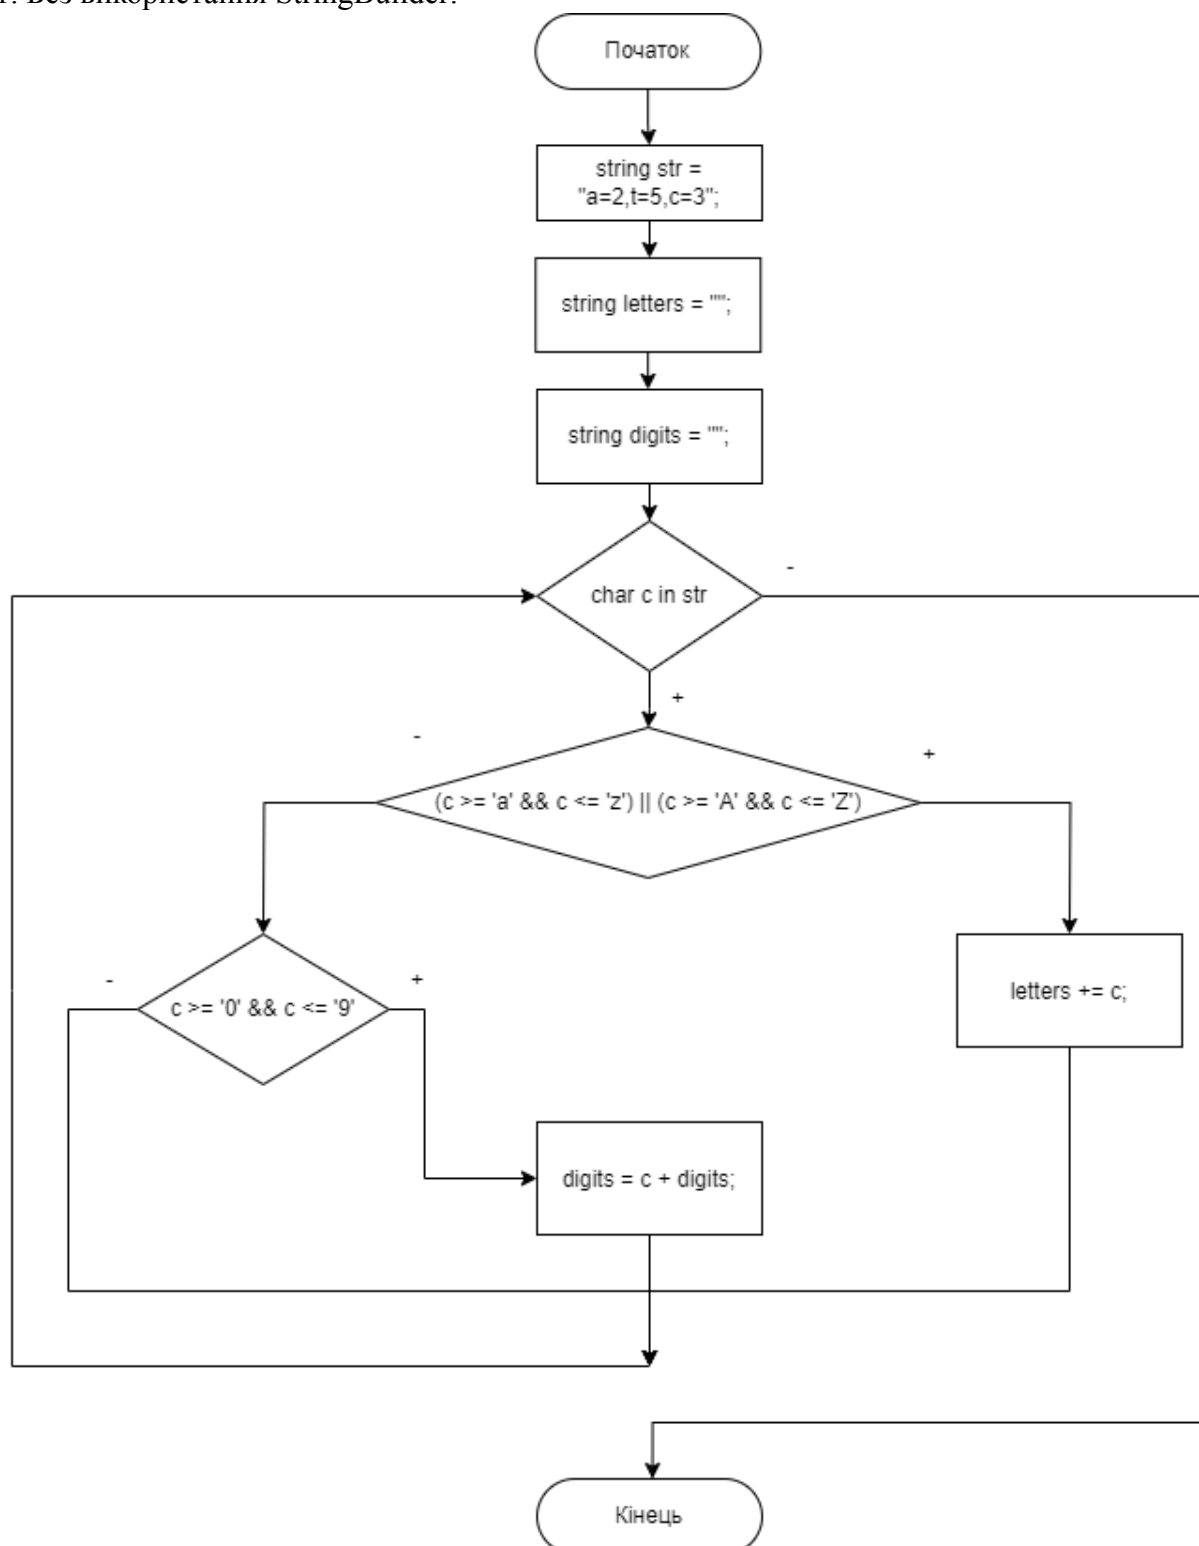 Без використання StringBuilder.
Початок
string str =
"a=2,t=5,c=3";
string letters = "";
string digits = "";
char c in str
-
+
-
+
(c >= 'a' && c <= 'z') || (c >= 'A' && c <= 'Z')
-
+
c >= '0' && c <= '9'
letters += c;
digits = c + digits;
Кінець